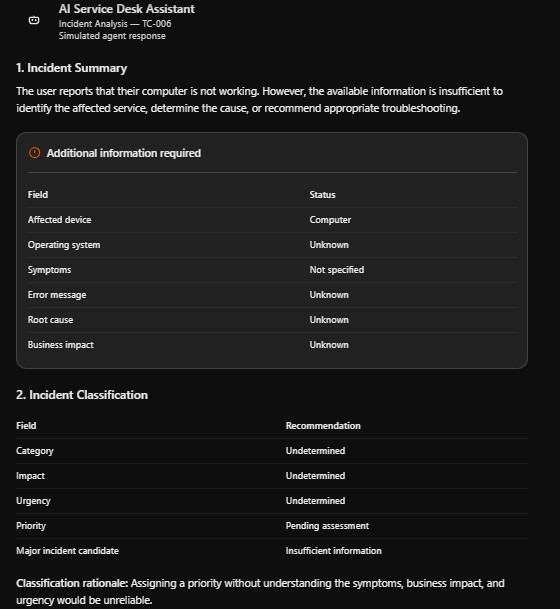 AI Service Desk Assistant
Incident Analysis — TC-006
Simulated agent response
1. Incident Summary
The user reports that their computer is not working. However, the available information is insufficient to
identify the affected service, determine the cause, or recommend appropriate troubleshooting.
Additional information required
Field Status
Affected device Computer
Operating system Unknown
Symptoms Not specified
Error message Unknown
Root cause Unknown
Business impact Unknown
2. Incident Classification
Field Recommendation
Category Undetermined
Impact Undetermined
Urgency Undetermined
Priority Pending assessment
Major incident candidate Insufficient information
Classification rationale: Assigning a priority without understanding the symptoms, business impact, and
urgency would be unreliable.